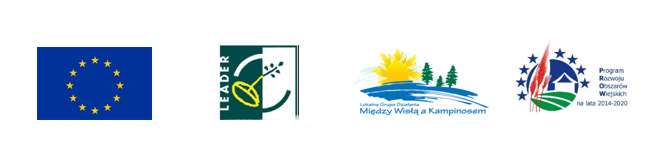 LEADER
Lokalna Grupa Działania
Między Wisłą a Kampinosem
Program
Rozwoju
Obszarów
Wiejskich
na lata 2014-2020